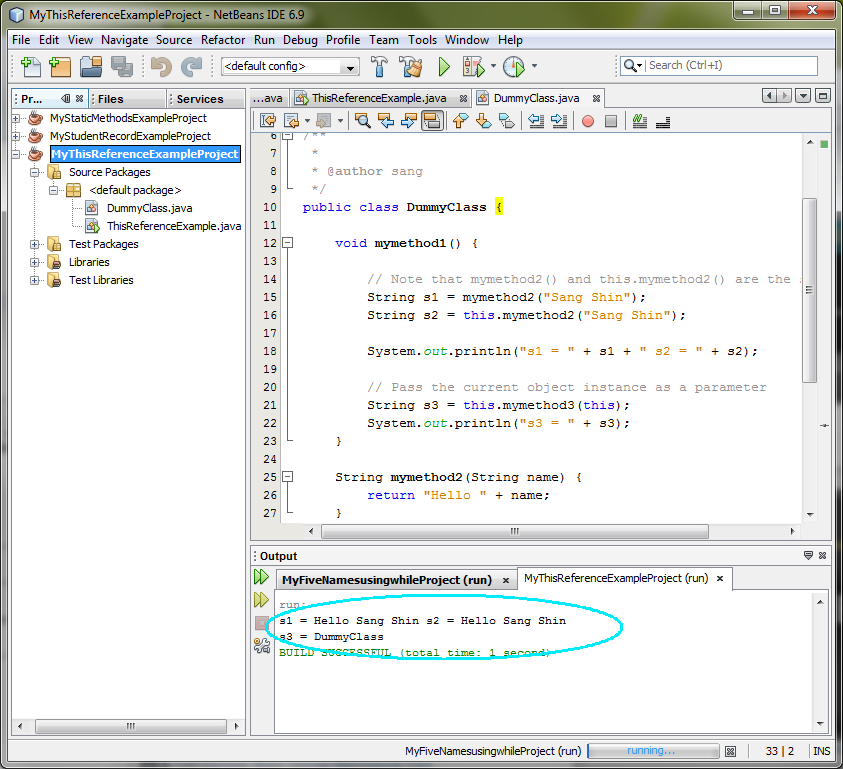 MyThisReferenceExampleProject - NetBeans IDE 6.9
File Edit View Navigate Source Refactor Run Debug Profile Team Tools Window Help
<default config>
Search (Ctrl+I)
Pr... Files Services
MyStaticMethodsExampleProject
MyStudentRecordExampleProject
MyThisReferenceExampleProject
Source Packages
<default package>
DummyClass.java
ThisReferenceExample.java
Test Packages
Libraries
Test Libraries
...ava ThisReferenceExample.java DummyClass.java
6 /**
7 *
8 * @author sang
9 */
10 public class DummyClass {
11
12 void mymethod1() {
13
14 // Note that mymethod2() and this.mymethod2() are the
15 String s1 = mymethod2("Sang Shin");
16 String s2 = this.mymethod2("Sang Shin");
17
18 System.out.println("s1 = " + s1 + " s2 = " + s2);
19
20 // Pass the current object instance as a parameter
21 String s3 = this.mymethod3(this);
22 System.out.println("s3 = " + s3);
23 }
24
25 String mymethod2(String name) {
26 return "Hello " + name;
27 }
Output
MyFiveNamesusingwhileProject (run) MyThisReferenceExampleProject (run)
run:
s1 = Hello Sang Shin s2 = Hello Sang Shin
s3 = DummyClass
BUILD SUCCESSFUL (total time: 1 second)
MyFiveNamesusingwhileProject (run) running... 33 | 2 INS